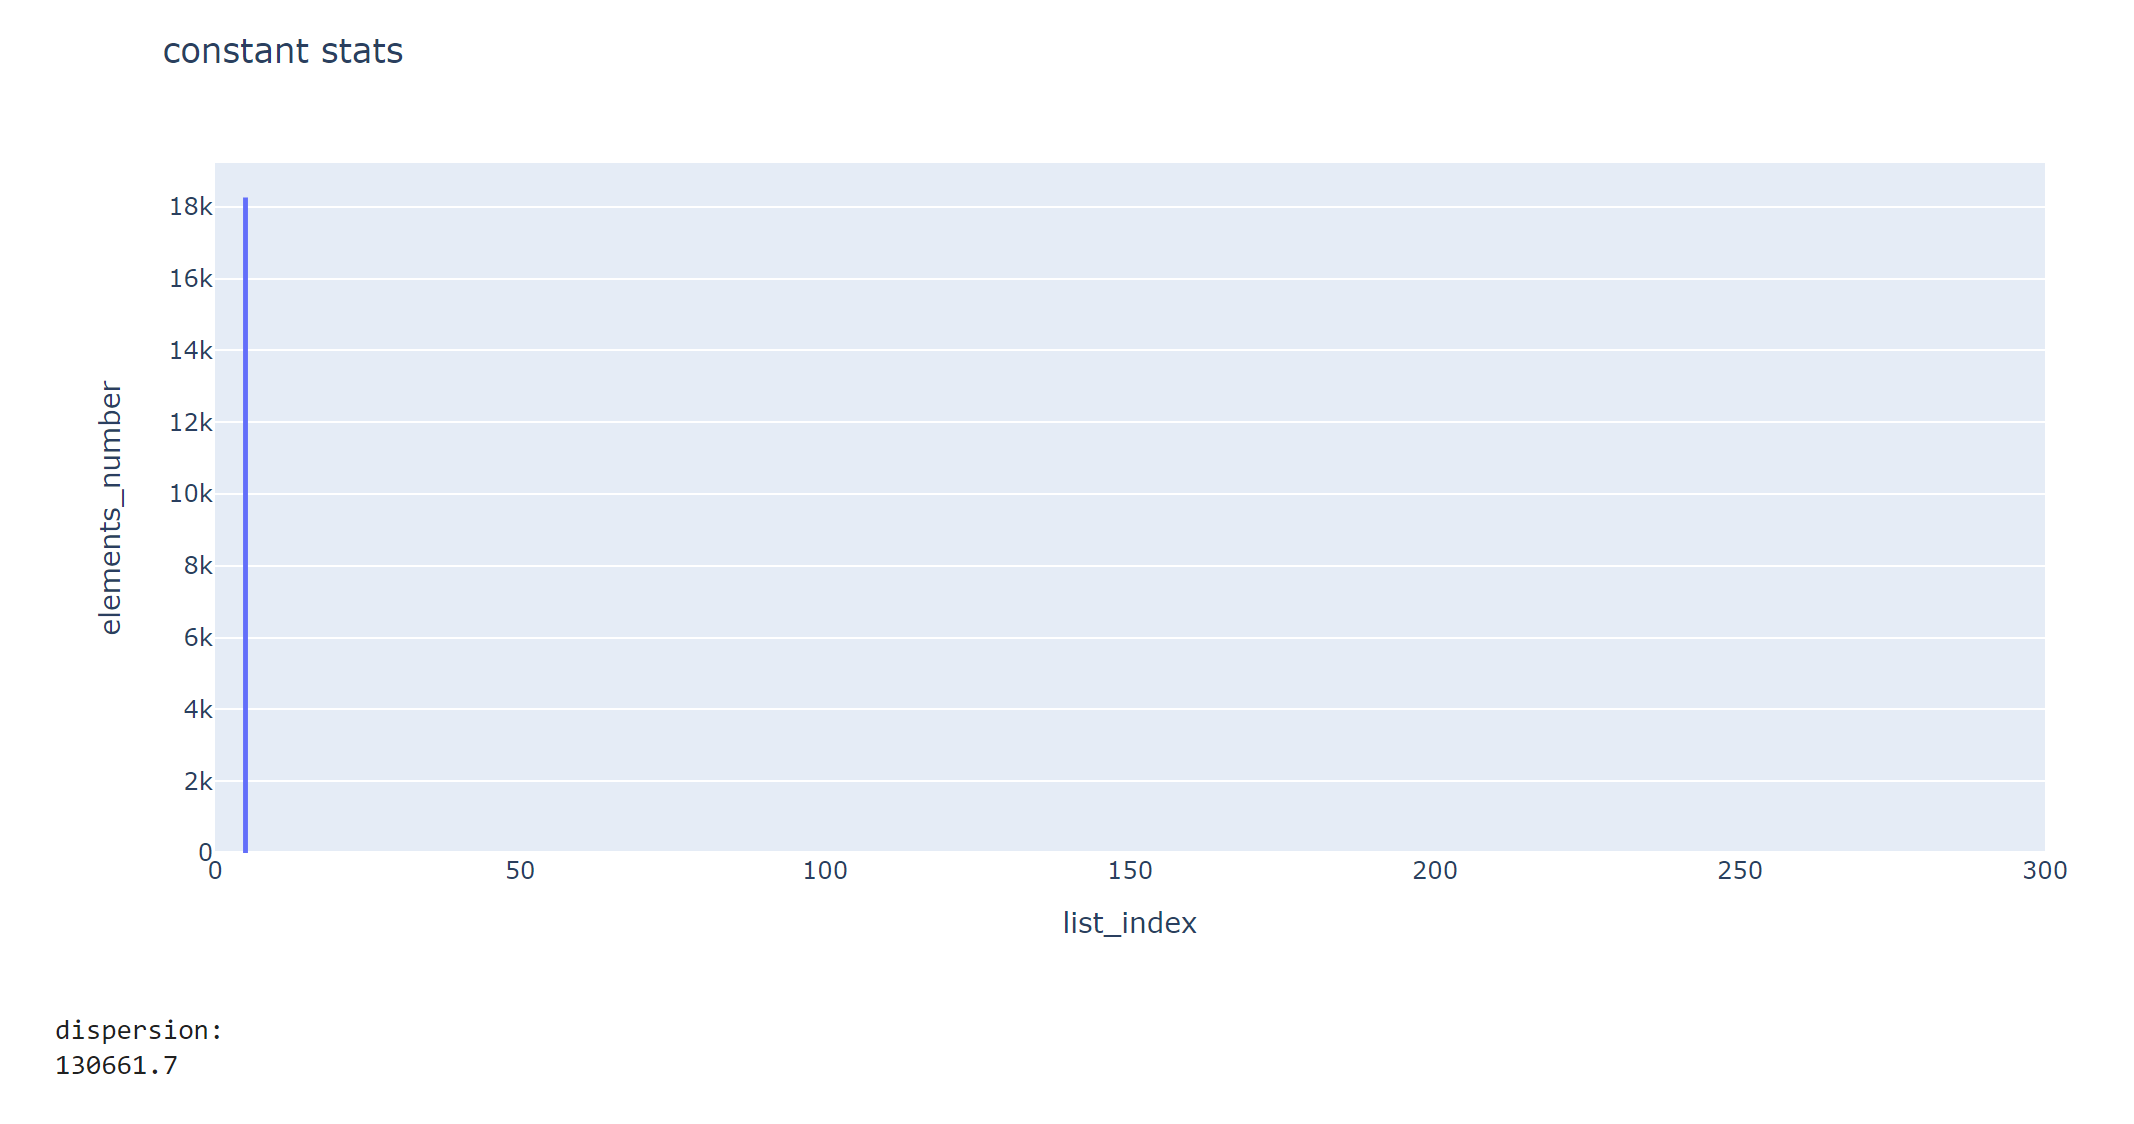 constant stats
18k
16k
14k
12k
10k
8k
6k
4k
2k
0
elements_number
0 50 100 150 200 250 300
list_index
dispersion:
130661.7